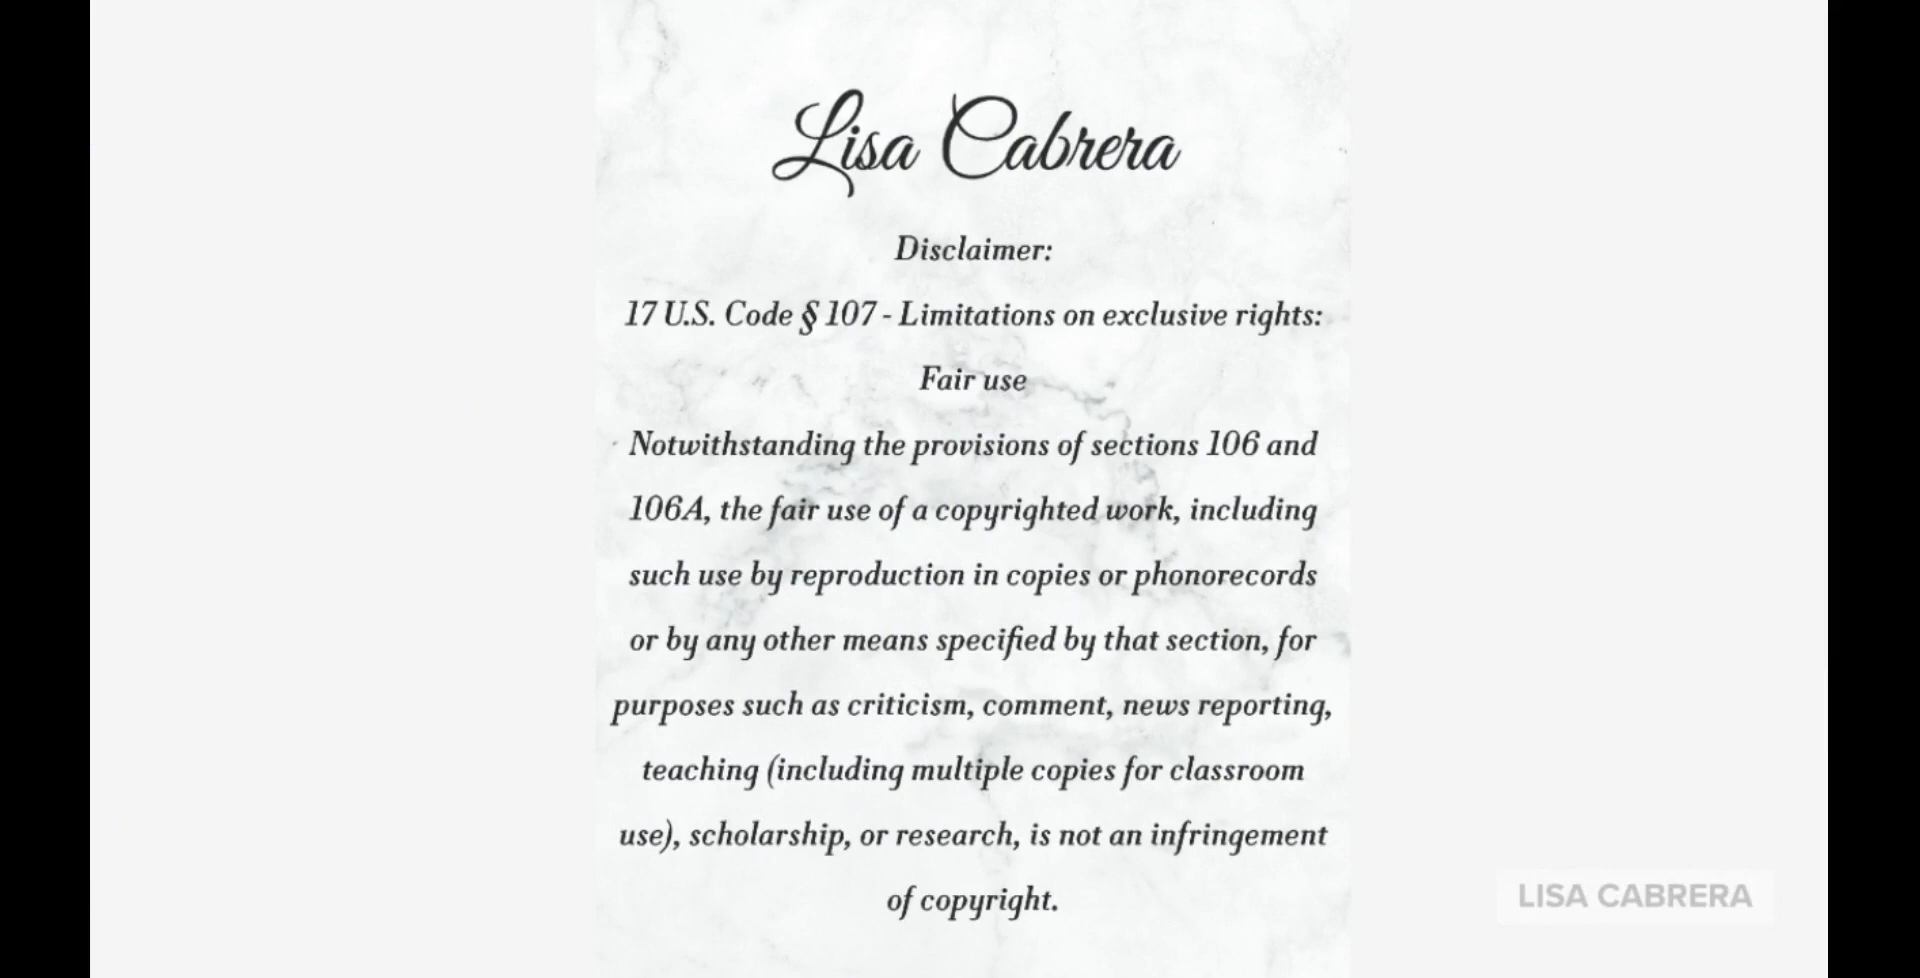 Lisa Cabrera
Disclaimer:
17 U.S. Code § 107 - Limitations on exclusive rights:
Fair use
Notwithstanding the provisions of sections 106 and
106A, the fair use of a copyrighted work, including
such use by reproduction in copies or phonorecords
or by any other means specified by that section, for
purposes such as criticism, comment, news reporting,
teaching (including multiple copies for classroom
use), scholarship, or research, is not an infringement
of copyright.
LISA CABRERA